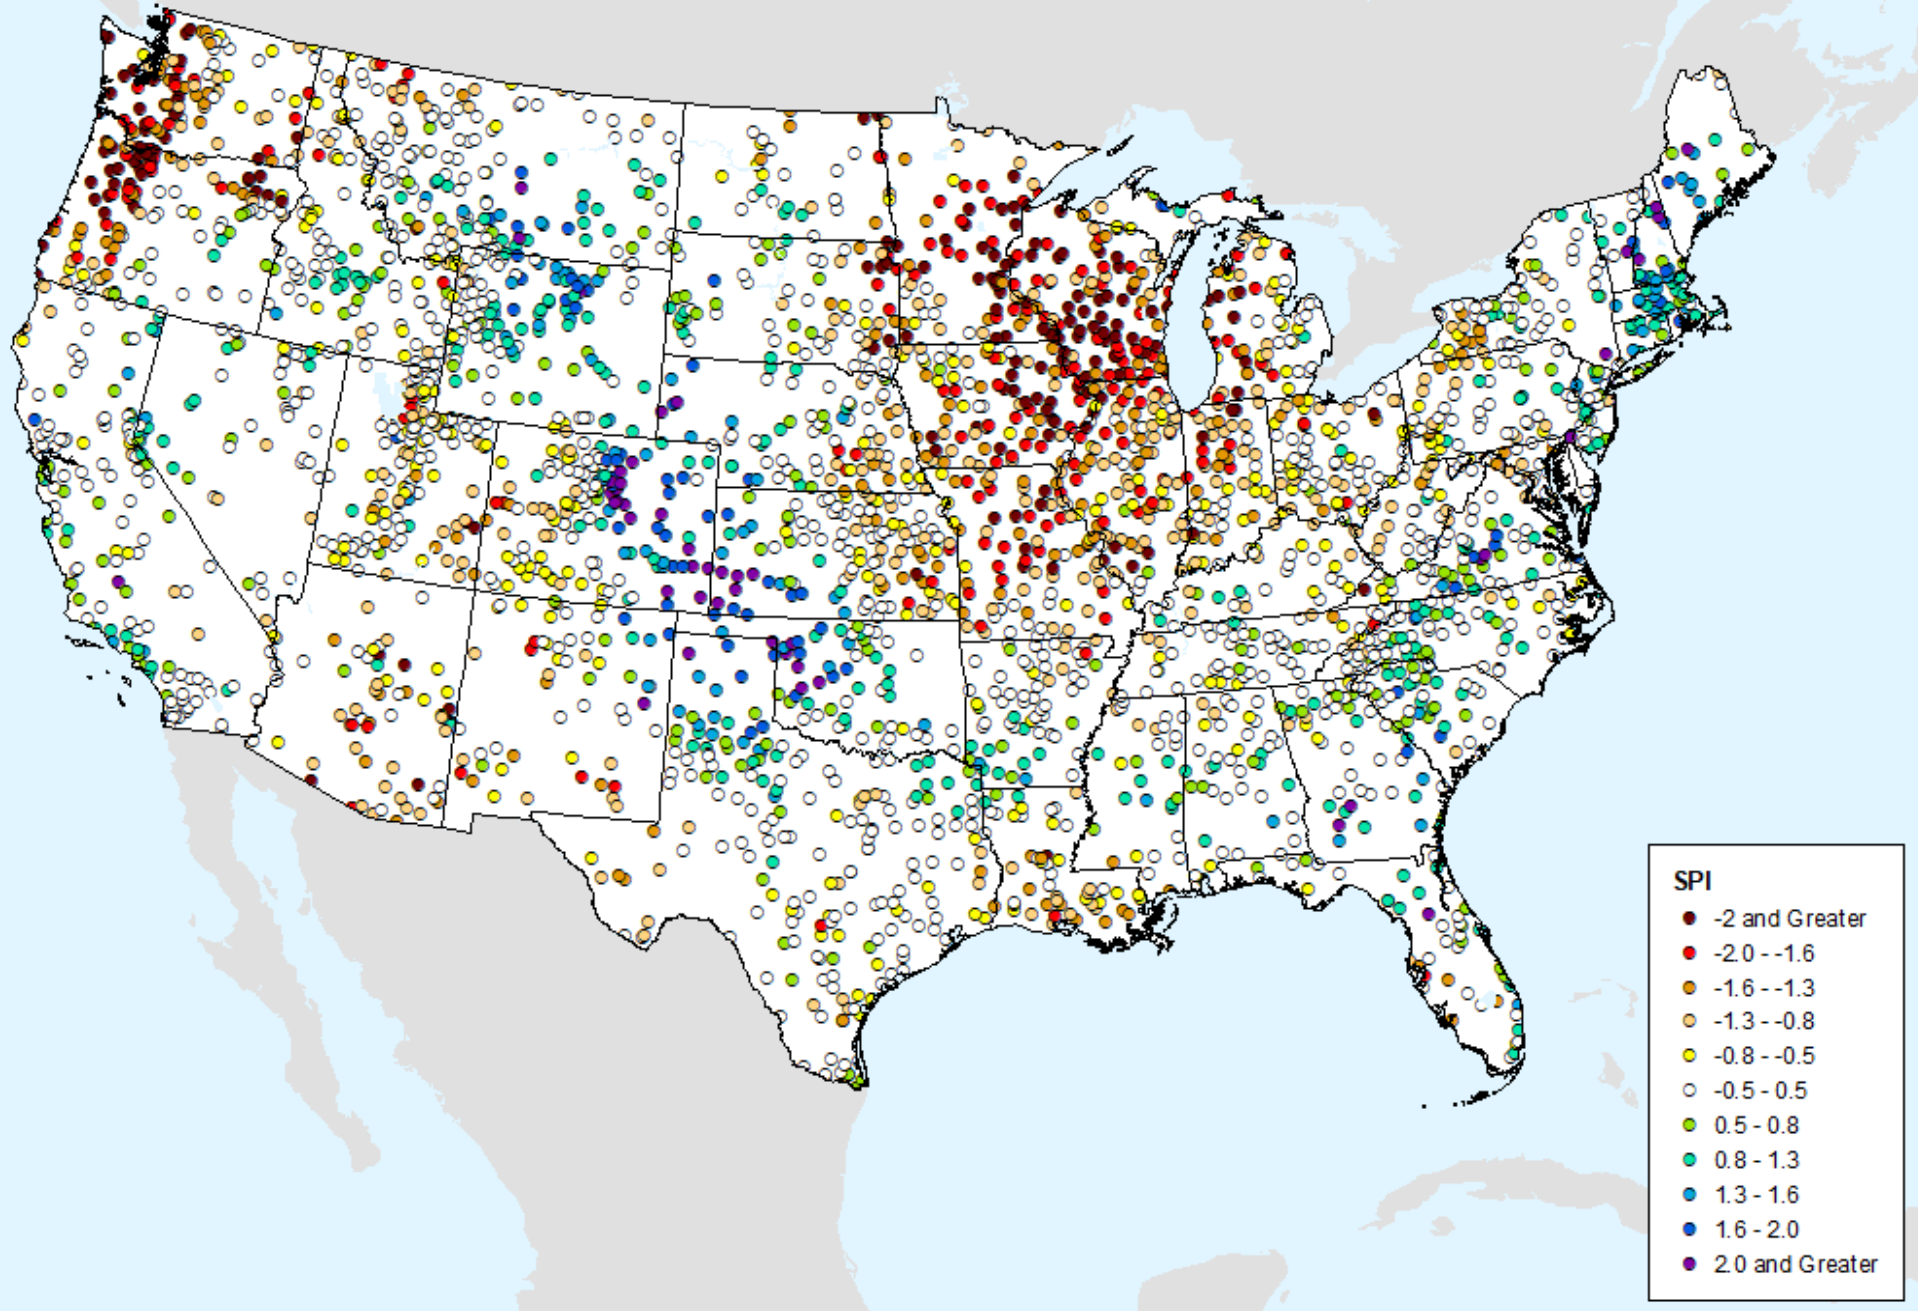 SPI
-2 and Greater
-2.0 - -1.6
-1.6 - -1.3
-1.3 - -0.8
-0.8 - -0.5
-0.5 - 0.5
0.5 - 0.8
0.8 - 1.3
1.3 - 1.6
1.6 - 2.0
2.0 and Greater